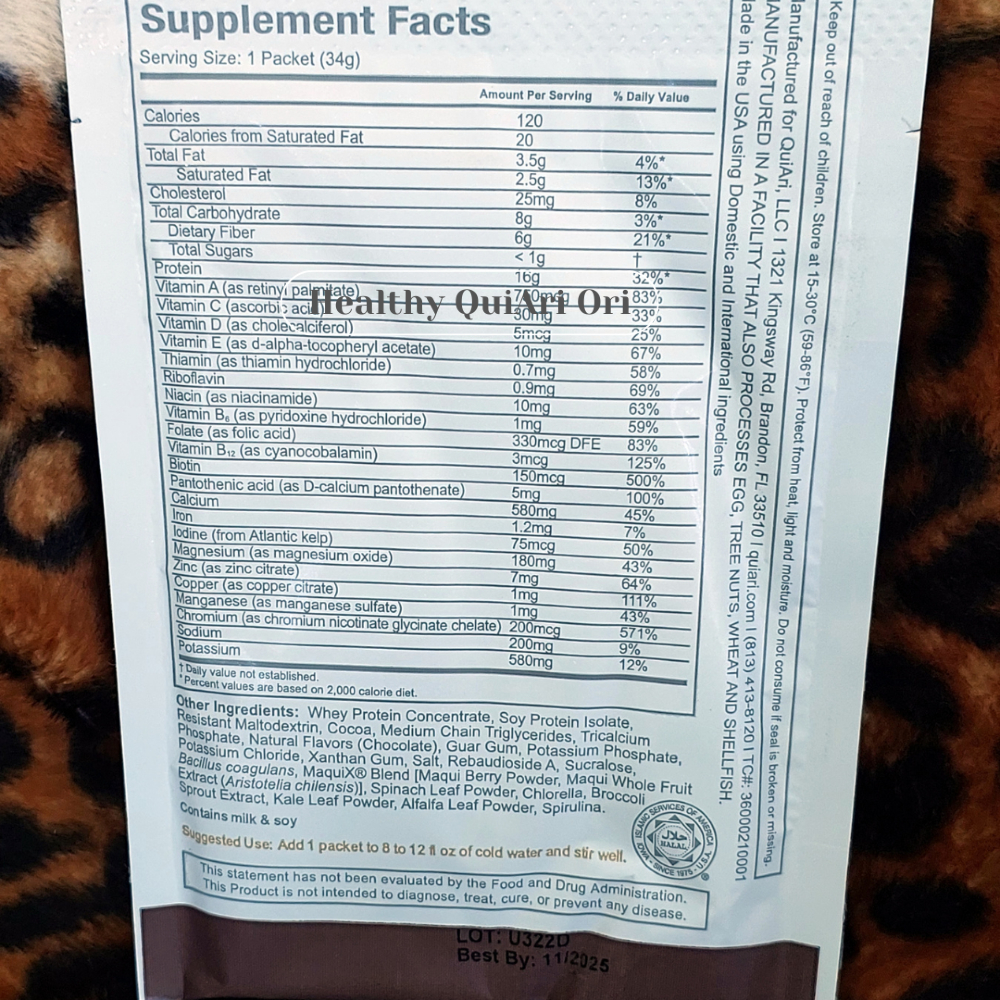 Supplement Facts
Serving Size: 1 Packet (34g)
Amount Per Serving % Daily Value
Calories 120
Calories from Saturated Fat 20
Total Fat 3.5g 4%*
Saturated Fat 2.5g 13%*
Cholesterol 25mg 8%
Total Carbohydrate 8g 3%*
Dietary Fiber 6g 21%*
Total Sugars < 1g †
Protein 16g 32%*
Vitamin A (as retinyl palmitate) 83%
Healthy QuiAri Ori
Vitamin C (ascorbic 30mg 33%
Vitamin D (as cholecalciferol) 5mcg 25%
Vitamin E (as d-alpha-tocopheryl acetate) 10mg 67%
Thiamin (as thiamin hydrochloride) 0.7mg 58%
Riboflavin 0.9mg 69%
Niacin (as niacinamide) 10mg 63%
Vitamin B₆ (as pyridoxine hydrochloride) 1mg 59%
Folate (as folic acid) 330mcg DFE 83%
Vitamin B₁₂ (as cyanocobalamin) 3mcg 125%
Biotin 150mcg 500%
Pantothenic acid (as D-calcium pantothenate) 5mg 100%
Calcium 580mg 45%
Iron 1.2mg 7%
Iodine (from Atlantic kelp) 75mcg 50%
Magnesium (as magnesium oxide) 180mg 43%
Zinc (as zinc citrate) 7mg 64%
Copper (as copper citrate) 1mg 111%
Manganese (as manganese sulfate) 1mg 43%
Chromium (as chromium nicotinate glycinate chelate) 200mcg 571%
Sodium 200mg 9%
Potassium 580mg 12%
† Daily value not established.
* Percent values are based on 2,000 calorie diet.
Other Ingredients: Whey Protein Concentrate, Soy Protein Isolate,
Resistant Maltodextrin, Cocoa, Medium Chain Triglycerides, Tricalcium
Phosphate, Natural Flavors (Chocolate), Guar Gum, Potassium Phosphate,
Potassium Chloride, Xanthan Gum, Salt, Rebaudioside A, Sucralose,
Bacillus coagulans, MaquiX® Blend [Maqui Berry Powder, Maqui Whole Fruit
Extract (Aristotelia chilensis)], Spinach Leaf Powder, Chlorella, Broccoli
Sprout Extract, Kale Leaf Powder, Alfalfa Leaf Powder, Spirulina.
Contains milk & soy
Suggested Use: Add 1 packet to 8 to 12 fl oz of cold water and stir well.
This statement has not been evaluated by the Food and Drug Administration.
This Product is not intended to diagnose, treat, cure, or prevent any disease.
LOT: U322D
Best By: 11/2025
Keep out of reach of children. Store at 15-30°C (59-86°F). Protect from heat, light and moisture. Do not consume if seal is broken or missing.
anufactured for QuiAri, LLC I 1321 Kingsway Rd, Brandon, FL 33510 I quiari.com I (813) 413-8120 I TC#: 36000210001
ANUFACTURED IN A FACILITY THAT ALSO PROCESSES EGG, TREE NUTS, WHEAT AND SHELLFISH.
ade in the USA using Domestic and International ingredients
ISLAMIC SERVICES OF AMERICA
حلال
HALAL
IOWA - SINCE 1975 - U.S.A.
®